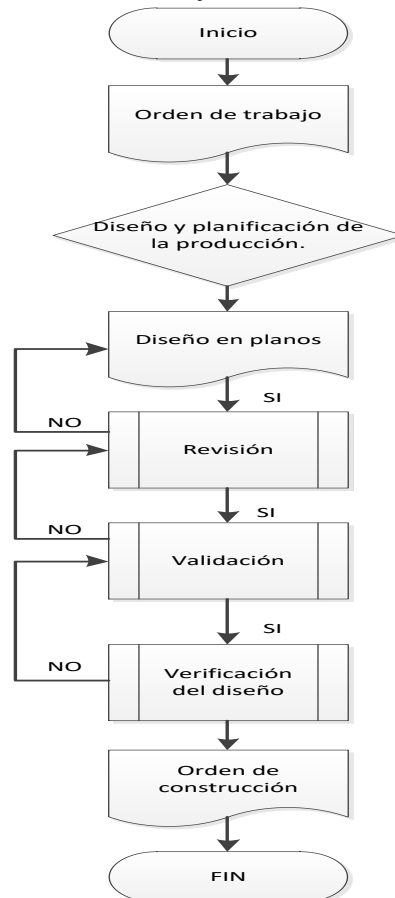 Inicio
Orden de trabajo
Diseño y planificación de
la producción.
Diseño en planos
SI
NO
Revisión
SI
NO
Validación
SI
NO
Verificación
del diseño
Orden de
construcción
FIN